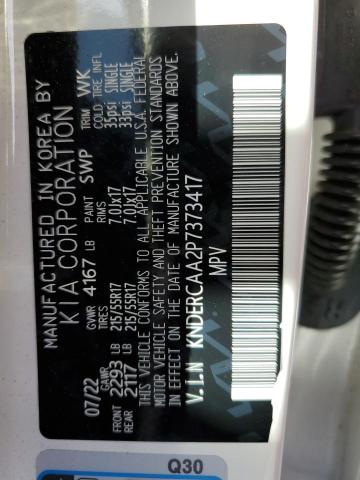 MANUFACTURED IN KOREA BY
KIA CORPORATION
07/22 GVWR 4167 LB PAINT SWP TRIM WK
GAWR TIRES COLD TIRE INFL
FRONT 2293 LB 215/55R17 7.0Jx17 35psi SINGLE
REAR 2117 LB 215/55R17 7.0Jx17 35psi SINGLE
THIS VEHICLE CONFORMS TO ALL APPLICABLE U.S.A. FEDERAL
MOTOR VEHICLE SAFETY AND THEFT PREVENTION STANDARDS
IN EFFECT ON THE DATE OF MANUFACTURE SHOWN ABOVE.
V.I.N KNDERCAA2P7373417
MPV
Q30